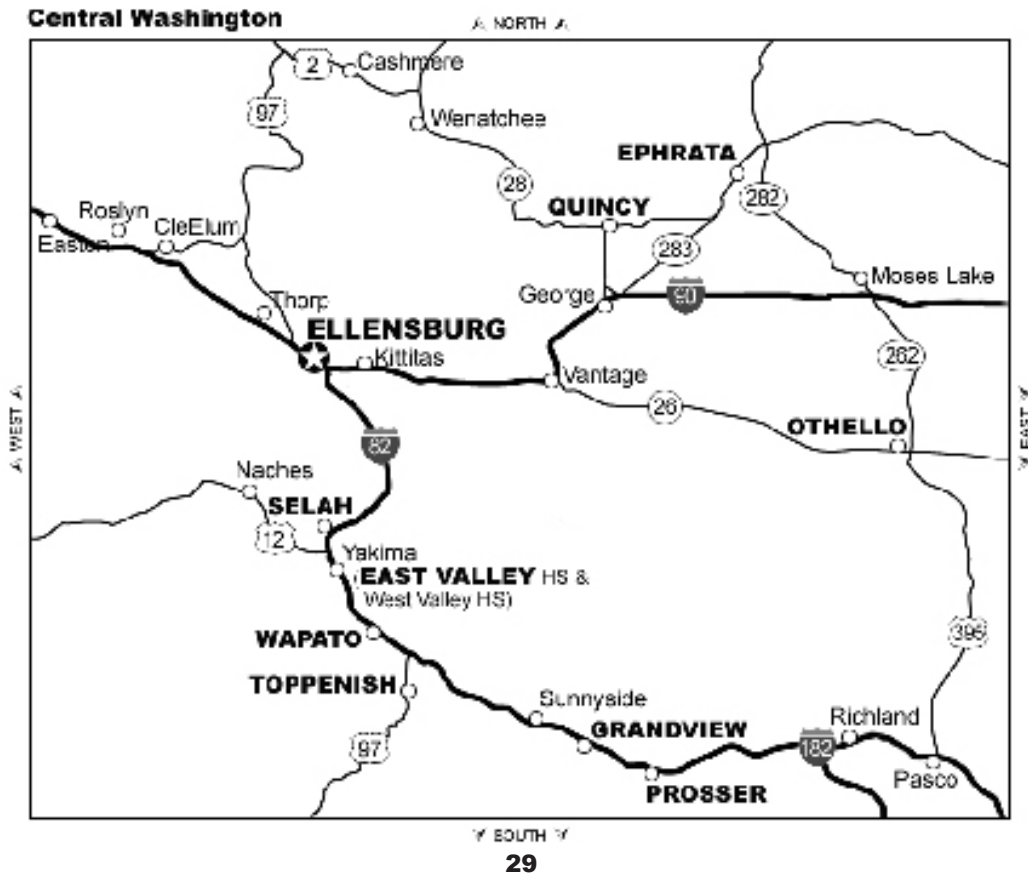 Central Washington
NORTH
2
Cashmere
97
Wenatchee
EPHRATA
28
QUINCY
282
Roslyn
CleElum
Easton
283
Moses Lake
George
90
Thorp
ELLENSBURG
Kittitas
262
Vantage
26
WEST
EAST
OTHELLO
82
Naches
SELAH
12
Yakima
(EAST VALLEY HS &
West Valley HS)
WAPATO
395
TOPPENISH
Sunnyside
Richland
GRANDVIEW
97
182
Pasco
PROSSER
SOUTH
29